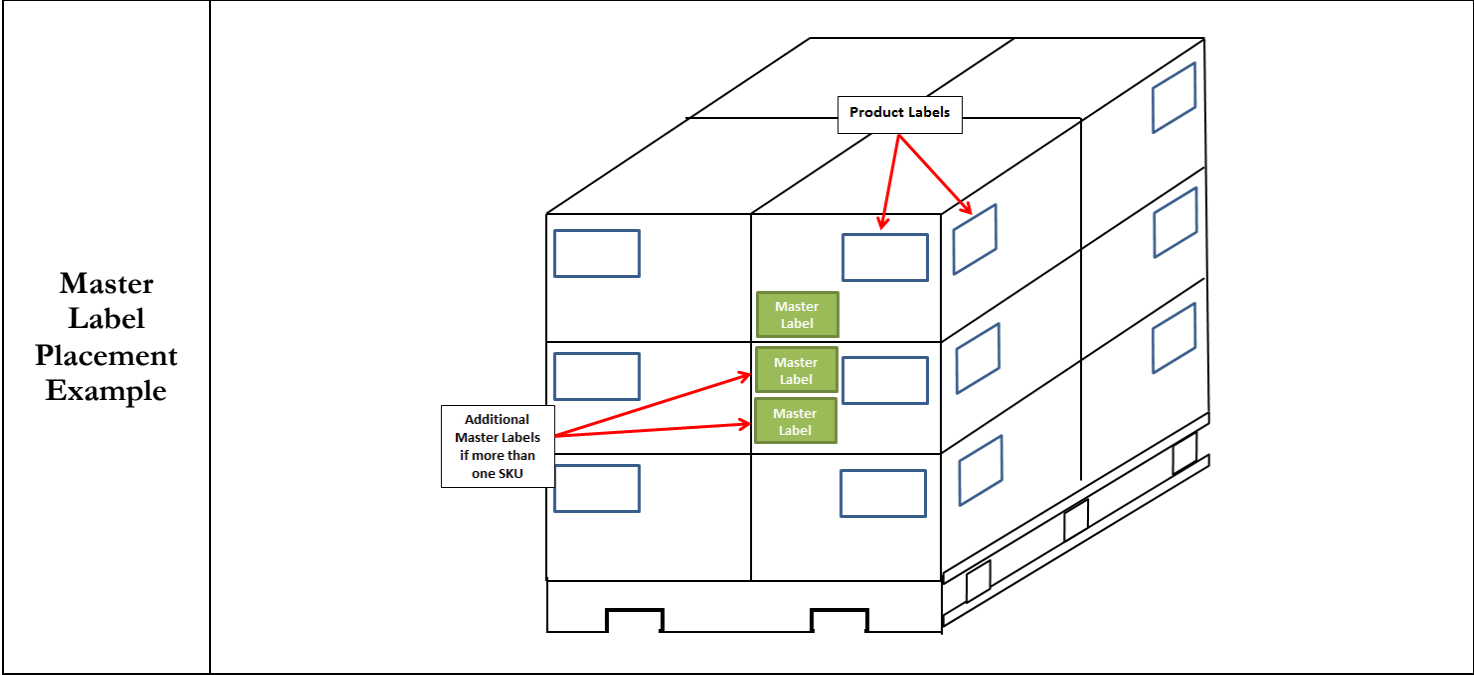 Master
Label
Placement
Example
Product Labels
Master
Label
Master
Label
Master
Label
Additional
Master Labels
if more than
one SKU